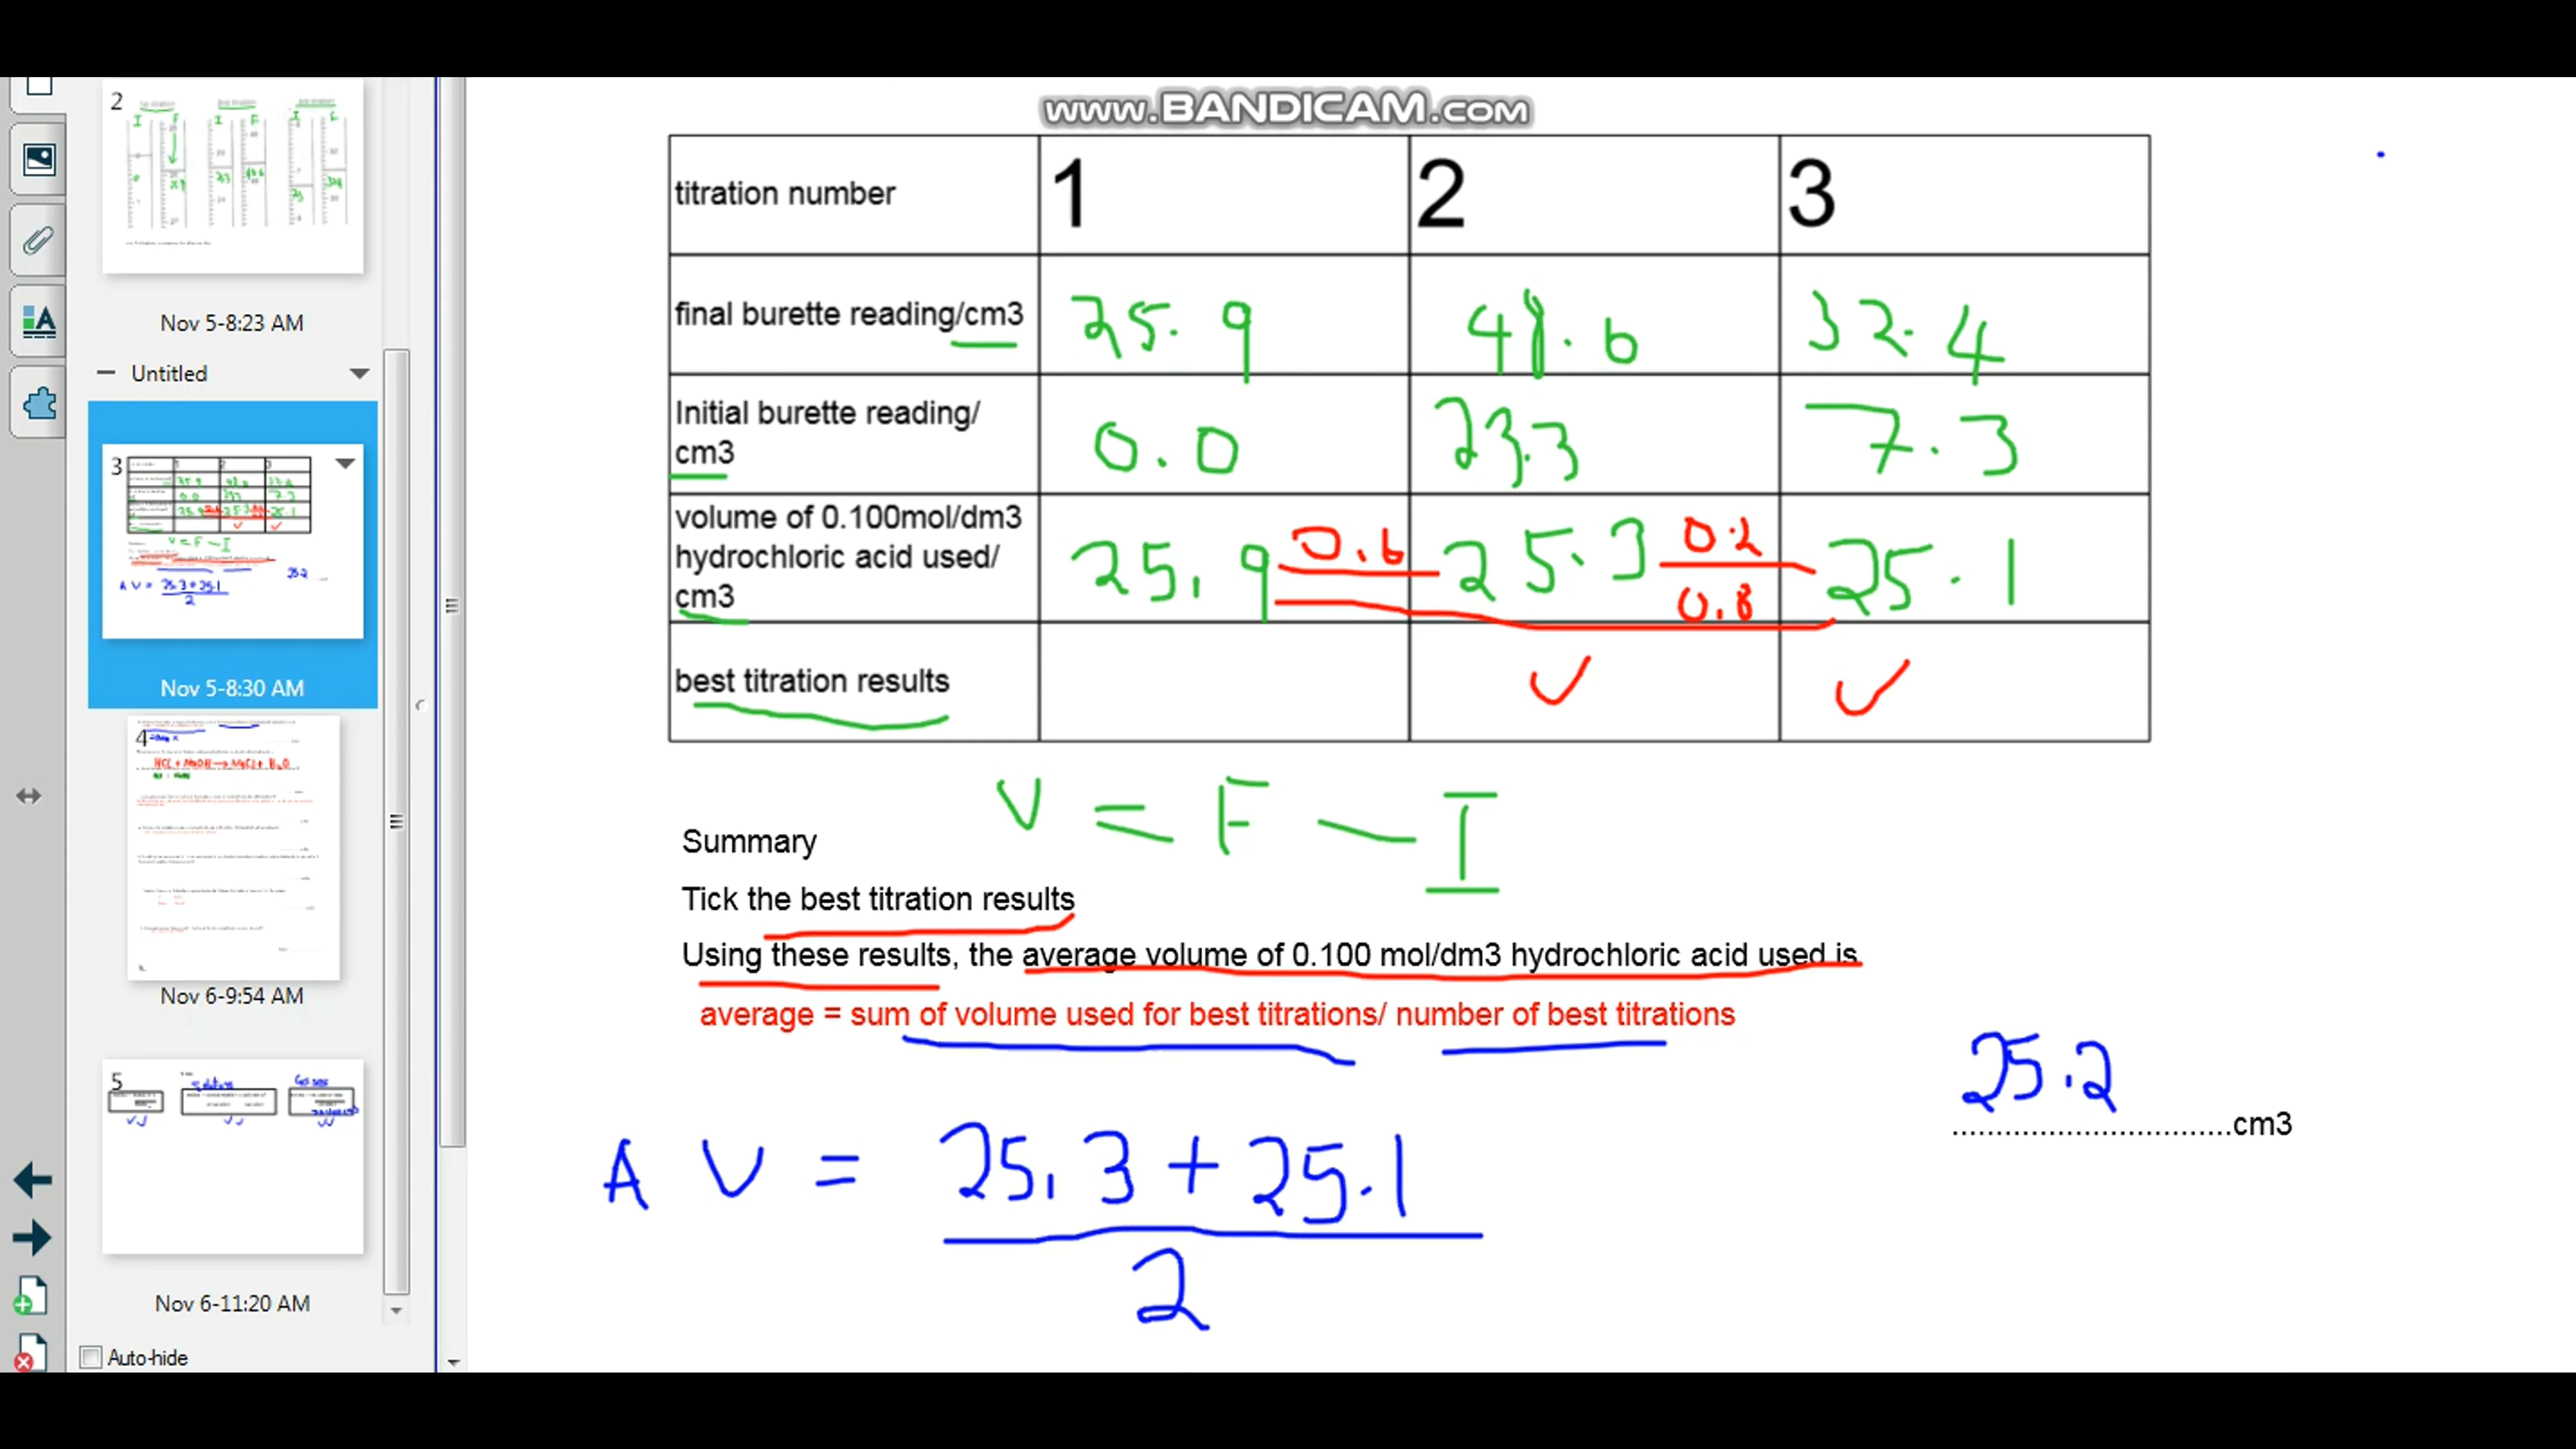 www.BANDICAM.com
2
Nov 5-8:23 AM
Untitled
3
Nov 5-8:30 AM
4
Nov 6-9:54 AM
5
Nov 6-11:20 AM
Auto-hide
titration number 1 2 3
final burette reading/cm3 25.9 48.6 32.4
Initial burette reading/
cm3 0.0 23.3 7.3
volume of 0.100mol/dm3
hydrochloric acid used/
cm3 25.9 0.6 25.3 0.2 0.8 25.1
best titration results ✓ ✓
V = F - I
Summary
Tick the best titration results
Using these results, the average volume of 0.100 mol/dm3 hydrochloric acid used is
average = sum of volume used for best titrations/ number of best titrations
25.2
..............................cm3
A V = 25.3 + 25.1
2